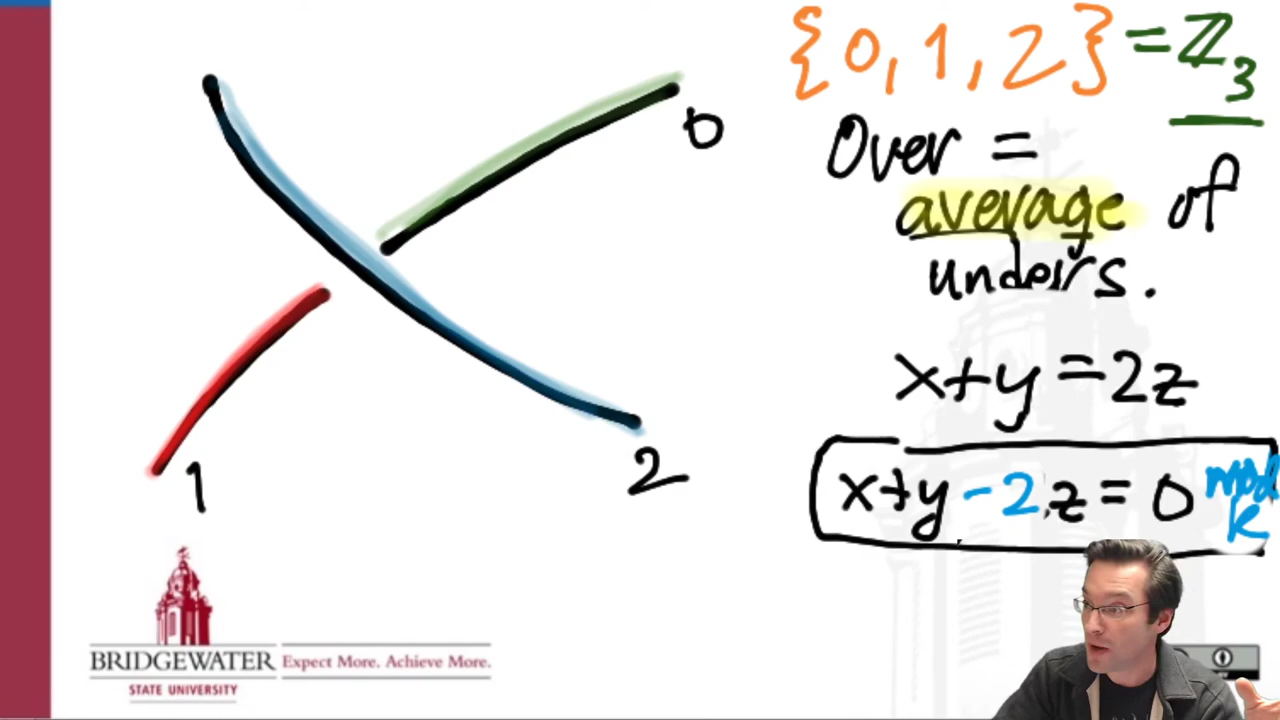 {0, 1, 2} = ℤ₃
0
Over =
average of
unders.
x+y=2z
x+y-2z=0 mod k
1
2
BRIDGEWATER
STATE UNIVERSITY
Expect More. Achieve More.